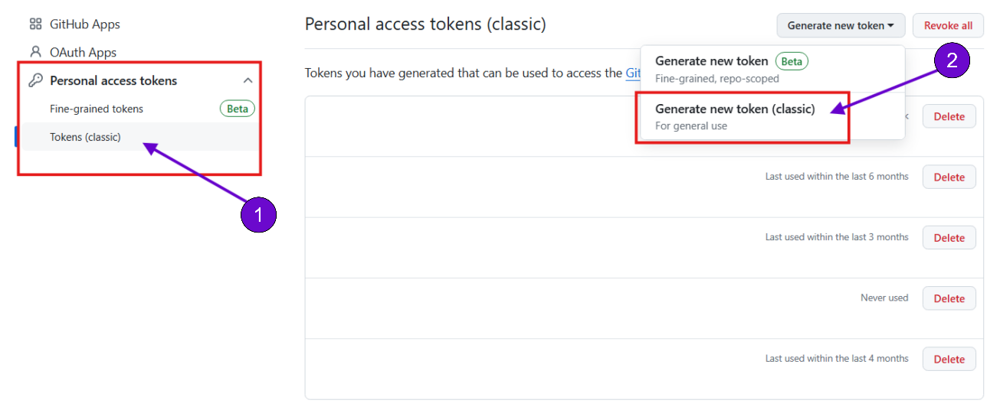 GitHub Apps
OAuth Apps
Personal access tokens
Fine-grained tokens Beta
Tokens (classic)
1
Personal access tokens (classic)
Generate new token
Revoke all
2
Generate new token Beta
Fine-grained, repo-scoped
Generate new token (classic)
For general use
Tokens you have generated that can be used to access the Git
Delete
Last used within the last 6 months Delete
Last used within the last 3 months Delete
Never used Delete
Last used within the last 4 months Delete